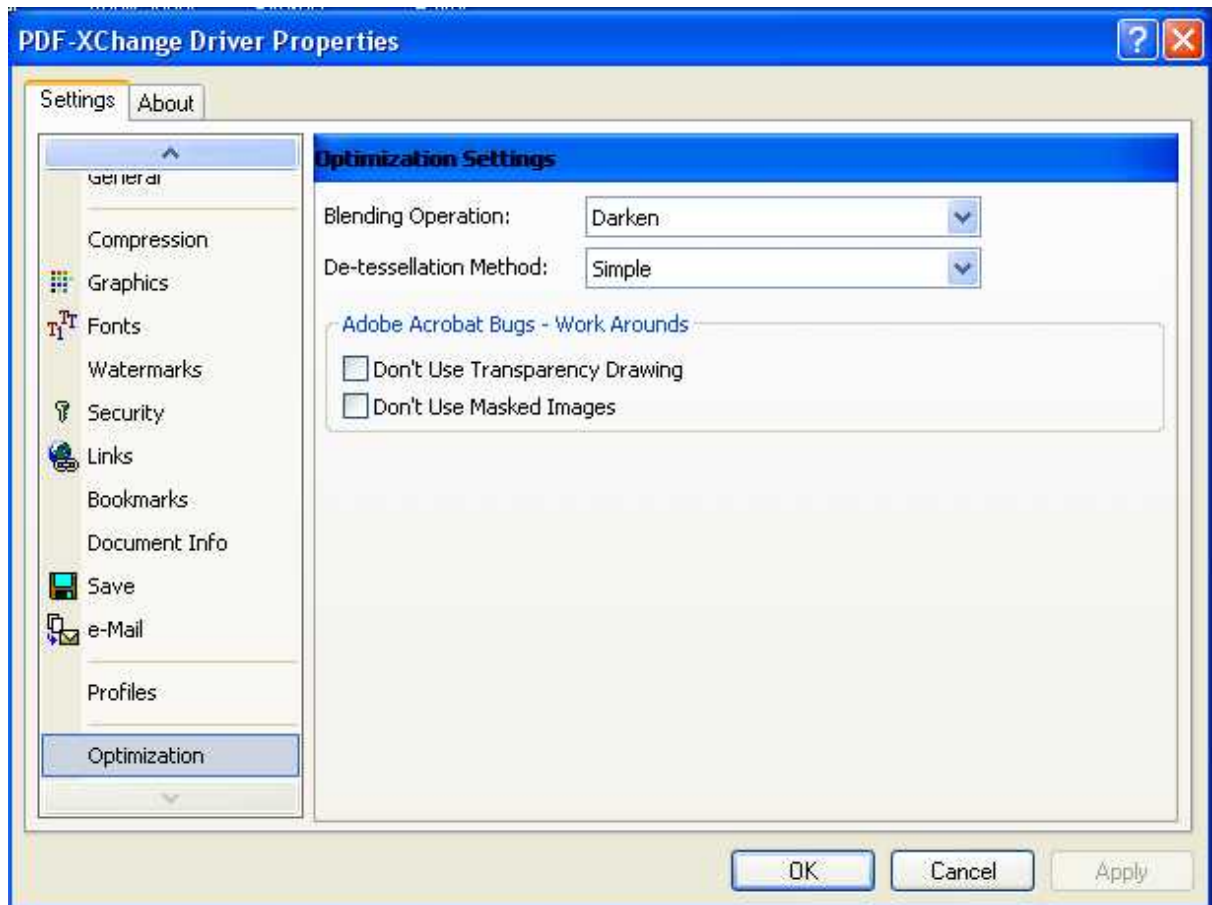 PDF-XChange Driver Properties
Settings
About
General
Compression
Graphics
Fonts
Watermarks
Security
Links
Bookmarks
Document Info
Save
e-Mail
Profiles
Optimization
Optimization Settings
Blending Operation:
Darken
De-tessellation Method:
Simple
Adobe Acrobat Bugs - Work Arounds
Don't Use Transparency Drawing
Don't Use Masked Images
OK
Cancel
Apply